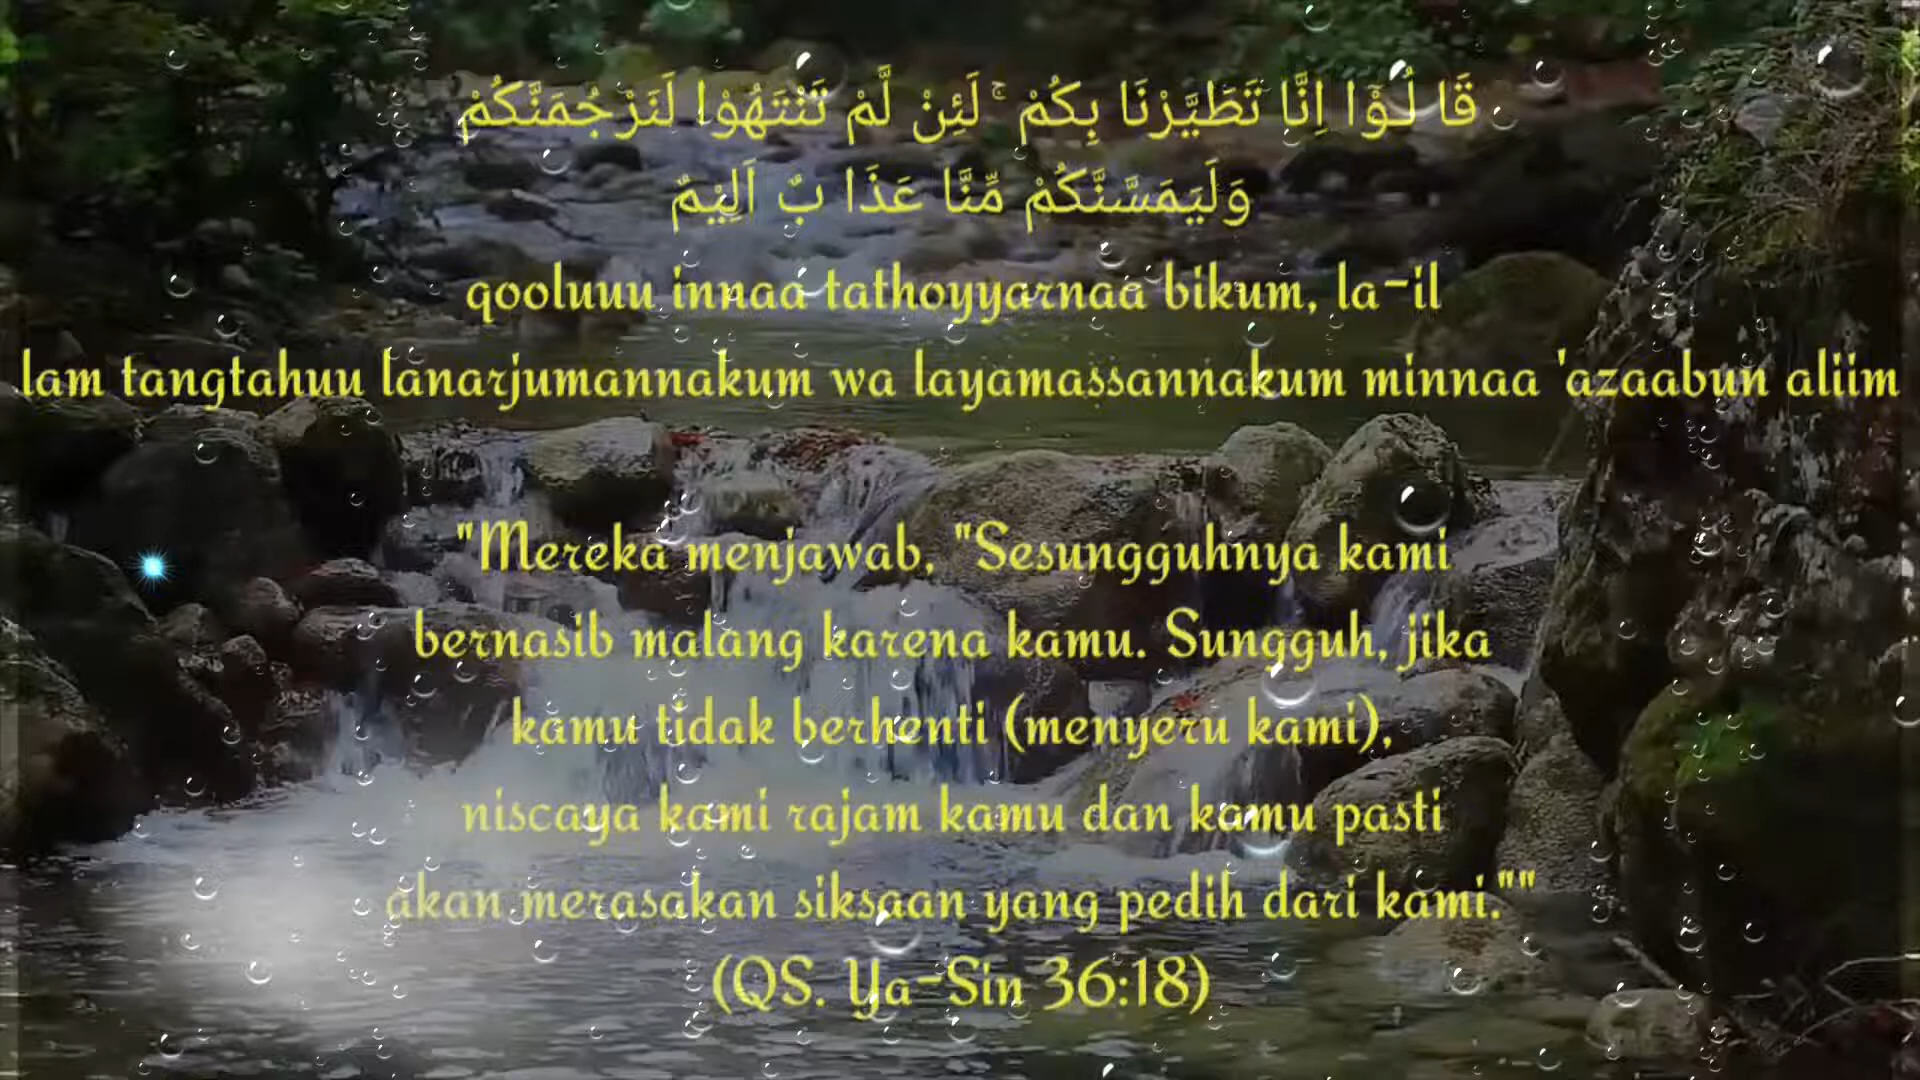 قَا لُـوْۤا اِنَّا تَطَيَّرْنَا بِكُمْ ۚ لَئِنْ لَّمْ تَنْتَهُوْا لَنَرْجُمَنَّكُمْ
وَلَيَمَسَّنَّكُمْ مِّنَّا عَذَا بٌ اَلِيْمٌ
qooluuu innaa tathoyyarnaa bikum, la-il
lam tangtahuu lanarjumannakum wa layamassannakum minnaa 'azaabun aliim
"Mereka menjawab, "Sesungguhnya kami
bernasib malang karena kamu. Sungguh, jika
kamu tidak berhenti (menyeru kami),
niscaya kami rajam kamu dan kamu pasti
akan merasakan siksaan yang pedih dari kami.""
(QS. Ya-Sin 36:18)